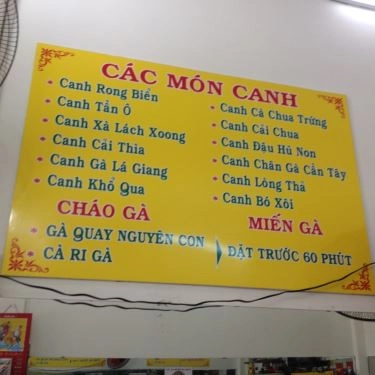 CÁC MÓN CANH
Canh Rong Biển
Canh Tần Ô
Canh Xà Lách Xoong
Canh Cải Thìa
Canh Gà Lá Giang
Canh Khổ Qua
Canh Cà Chua Trứng
Canh Cải Chua
Canh Đậu Hủ Non
Canh Chân Gà Cần Tây
Canh Lông Thả
Canh Bó Xôi
CHÁO GÀ
MIẾN GÀ
GÀ QUAY NGUYÊN CON
CÀ RI GÀ
ĐẶT TRƯỚC 60 PHÚT